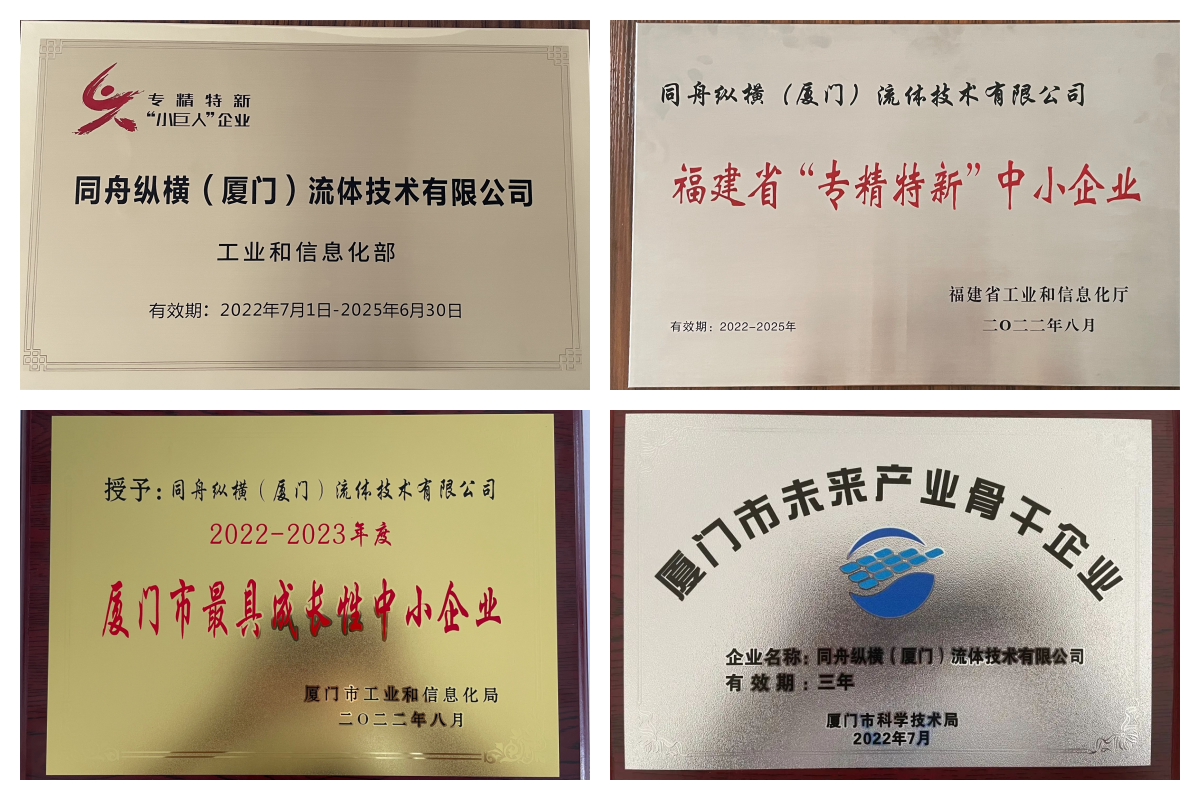 专精特新
“小巨人”企业
同舟纵横（厦门）流体技术有限公司
工业和信息化部
有效期：2022年7月1日-2025年6月30日
同舟纵横（厦门）流体技术有限公司
福建省“专精特新”中小企业
福建省工业和信息化厅
有效期：2022-2025年
二〇二二年八月
授予：同舟纵横（厦门）流体技术有限公司
2022-2023年度
厦门市最具成长性中小企业
厦门市工业和信息化局
二〇二二年八月
厦门市未来产业骨干企业
企业名称：同舟纵横（厦门）流体技术有限公司
有效期：三年
厦门市科学技术局
2022年7月